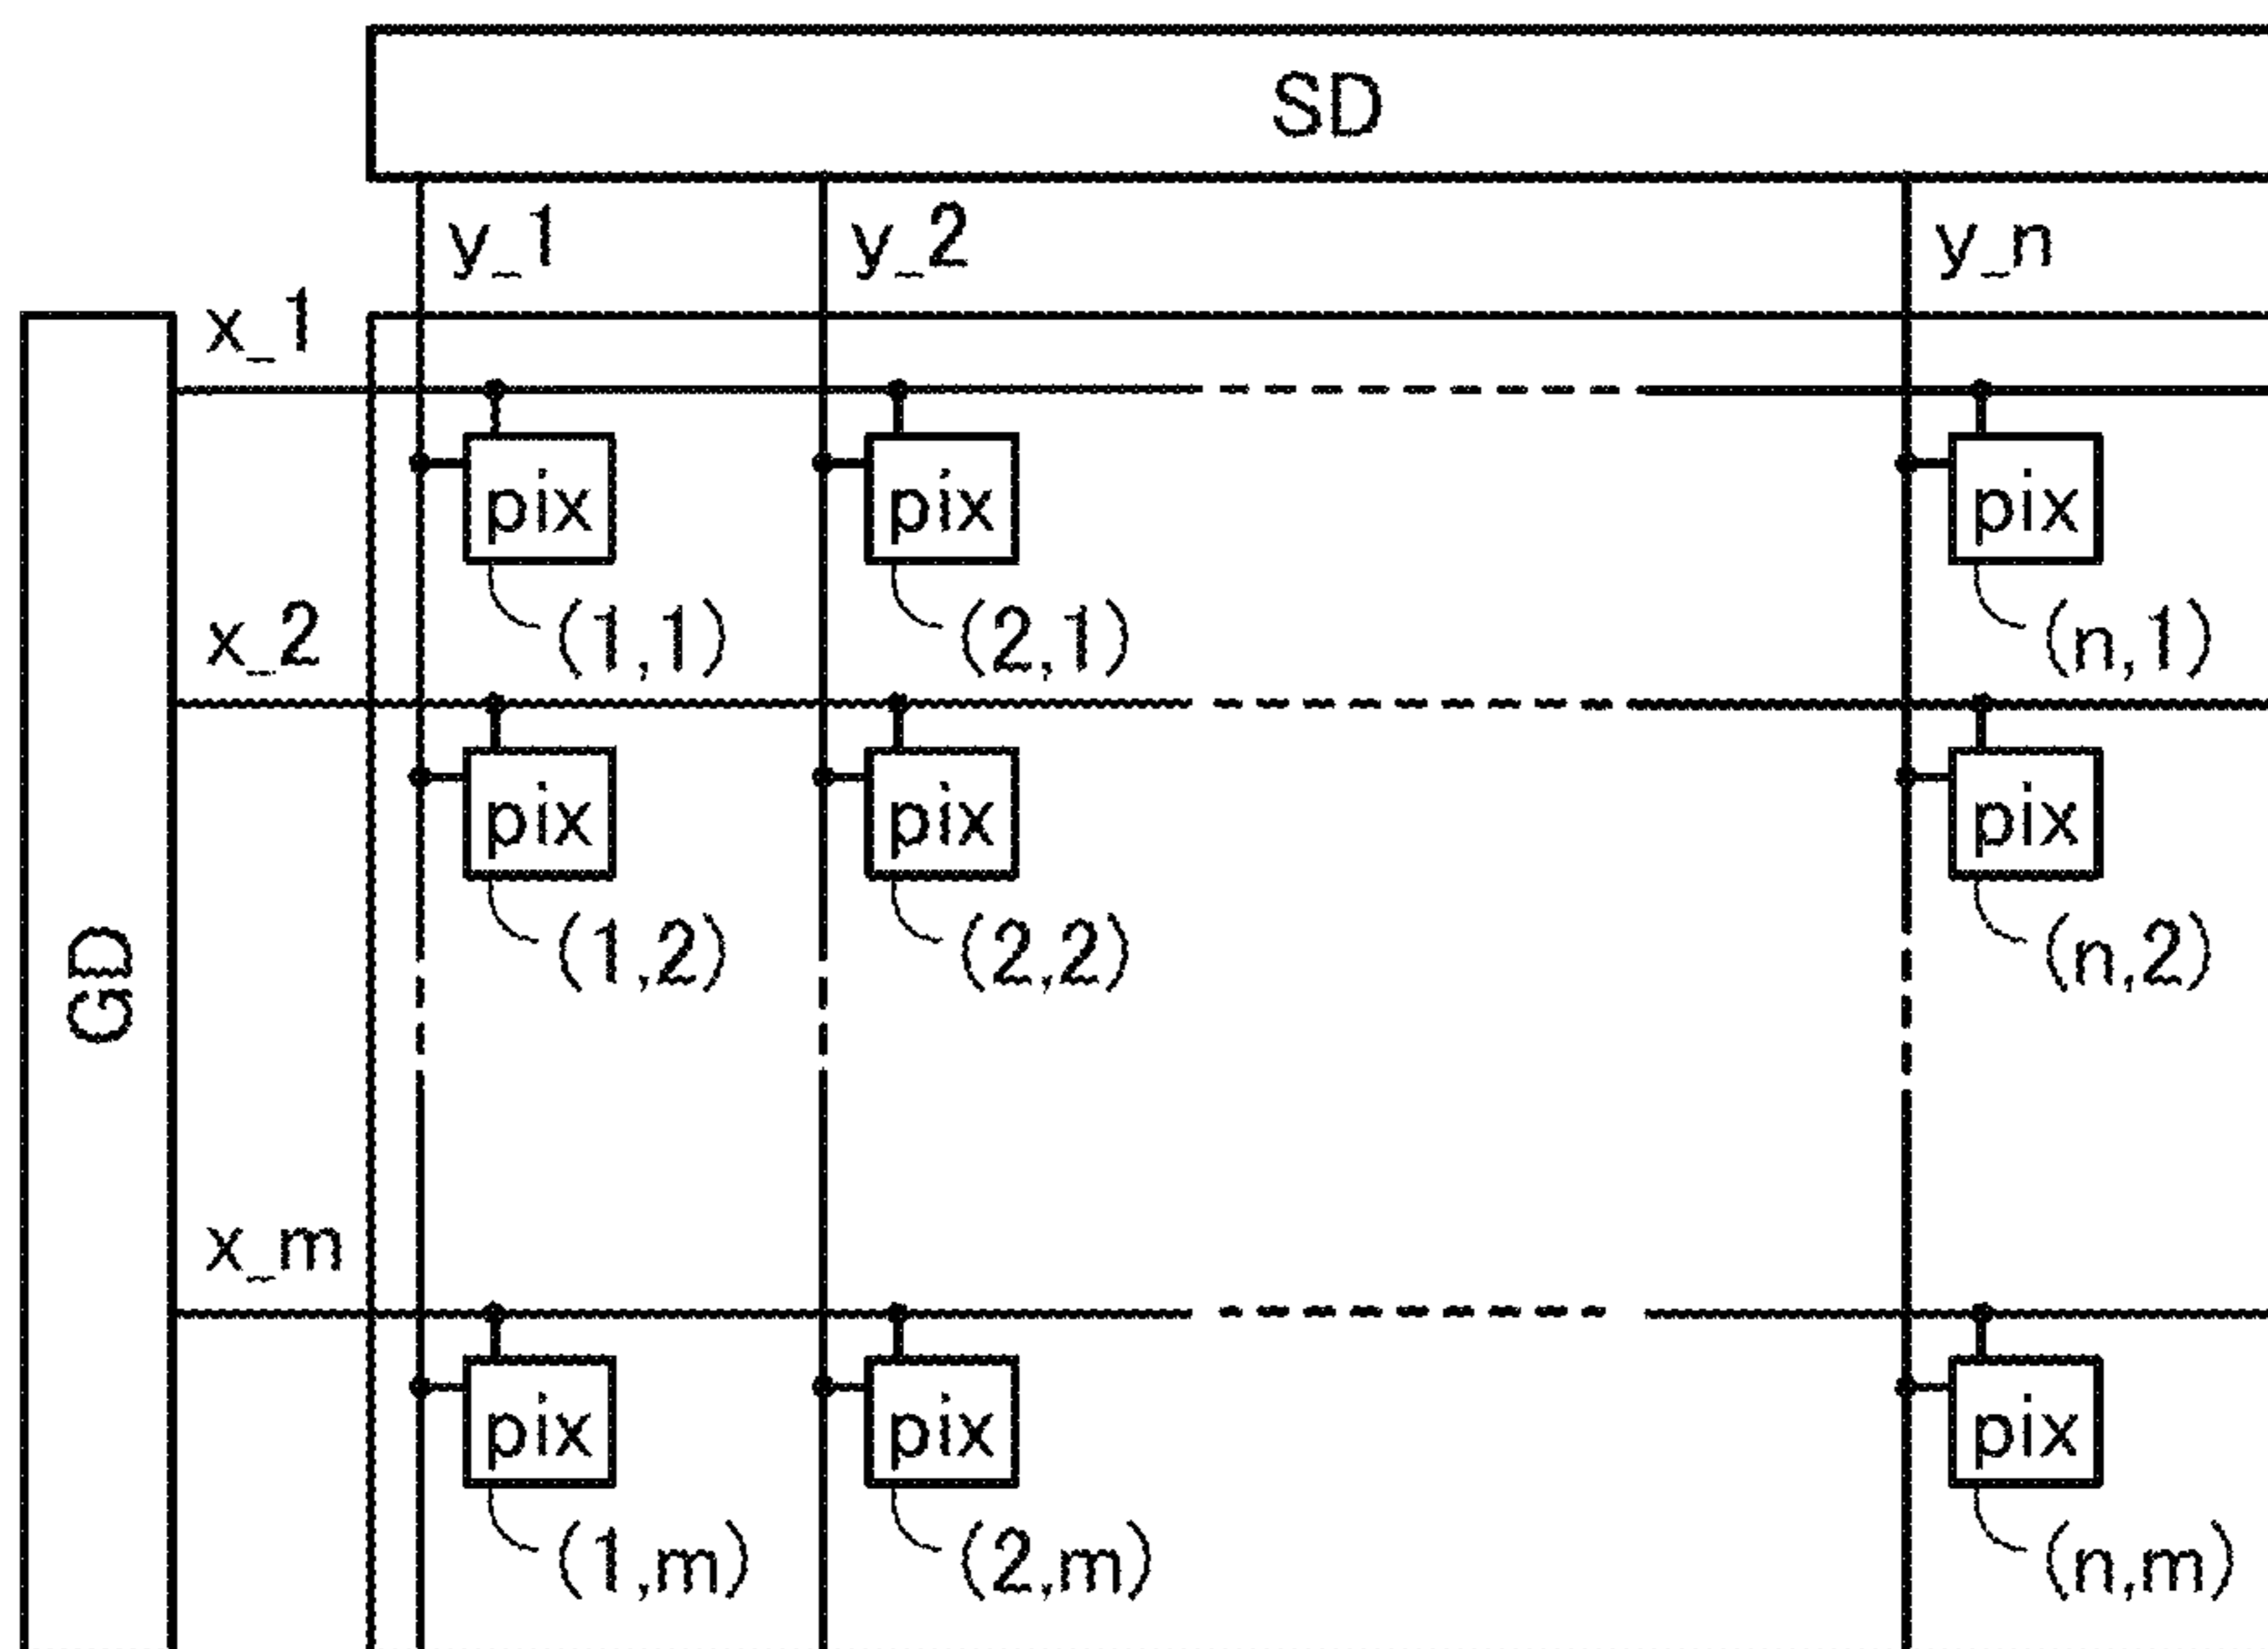 SD
y_1 y_2 y_n
x_1
pix pix pix
(1,1) (2,1) (n,1)
x_2
pix pix pix
(1,2) (2,2) (n,2)
GD
x_m
pix pix pix
(1,m) (2,m) (n,m)